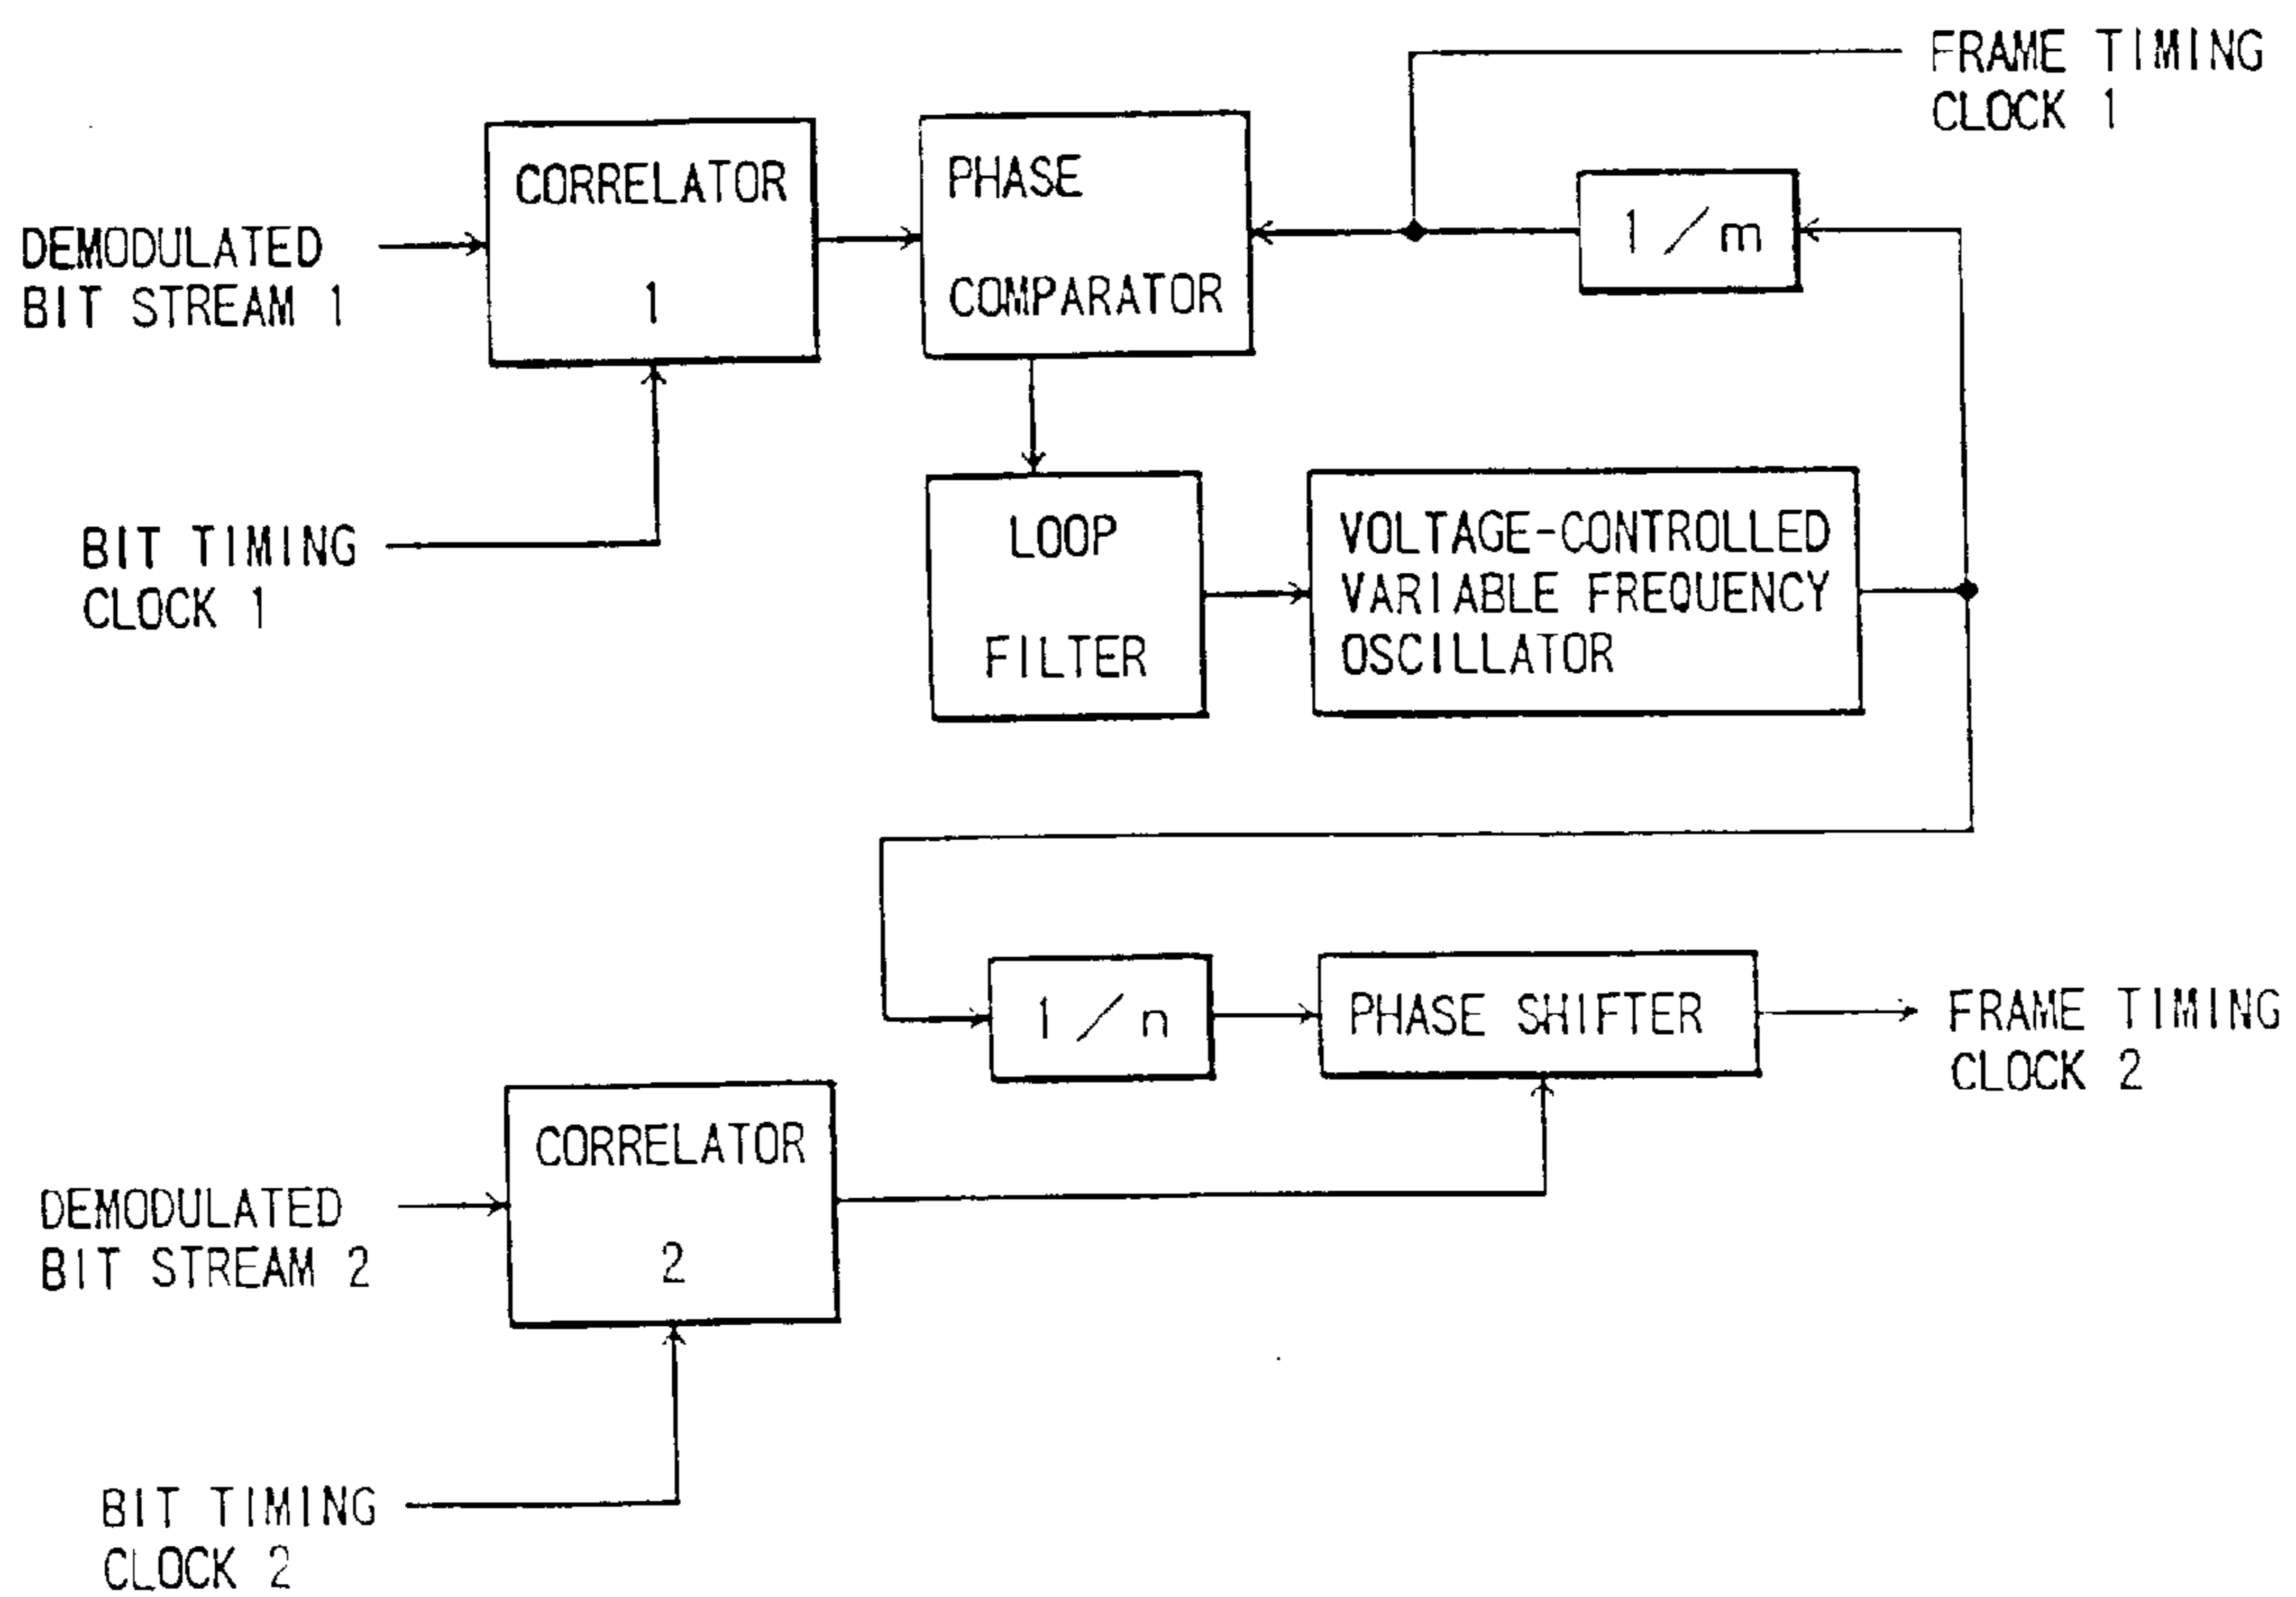 FRAME TIMING
CLOCK 1
CORRELATOR
1
PHASE
COMPARATOR
1/m
DEMODULATED
BIT STREAM 1
BIT TIMING
CLOCK 1
LOOP
FILTER
VOLTAGE-CONTROLLED
VARIABLE FREQUENCY
OSCILLATOR
1/n
PHASE SHIFTER
FRAME TIMING
CLOCK 2
CORRELATOR
2
DEMODULATED
BIT STREAM 2
BIT TIMING
CLOCK 2